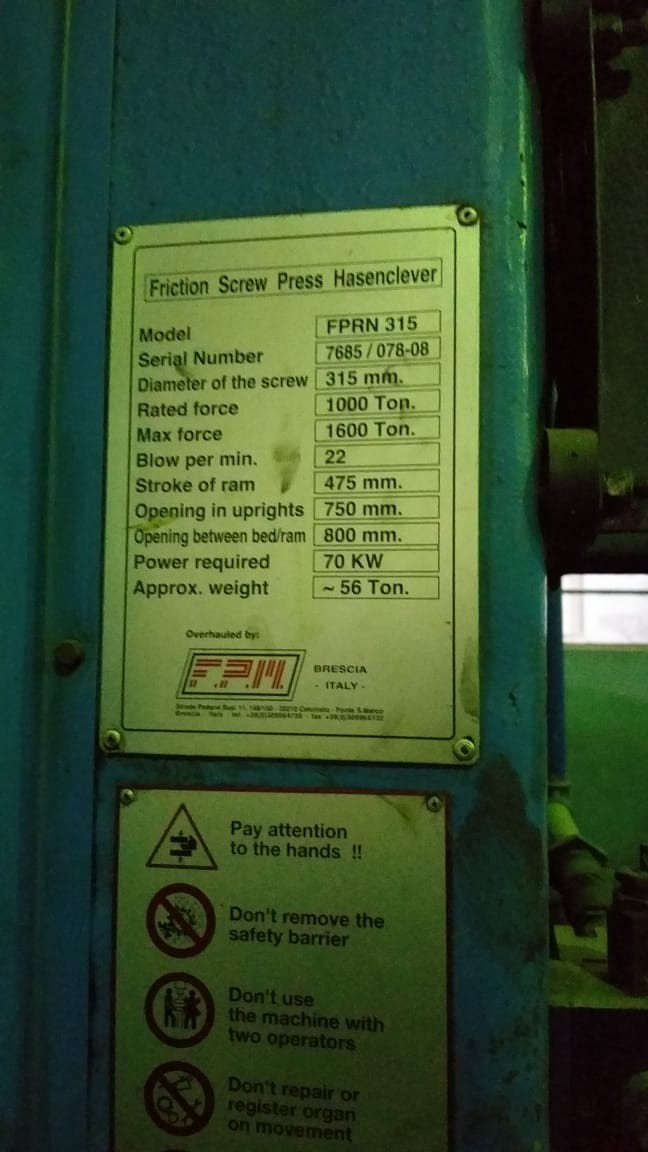 Friction Screw Press Hasenclever
Model FPRN 315
Serial Number 7685 / 078-08
Diameter of the screw 315 mm.
Rated force 1000 Ton.
Max force 1600 Ton.
Blow per min. 22
Stroke of ram 475 mm.
Opening in uprights 750 mm.
Opening between bed/ram 800 mm.
Power required 70 KW
Approx. weight ~ 56 Ton.
Overhauled by:
F.P.M. BRESCIA
- ITALY -
Pay attention
to the hands !!
Don't remove the
safety barrier
Don't use
the machine with
two operators
Don't repair or
register organ
on movement